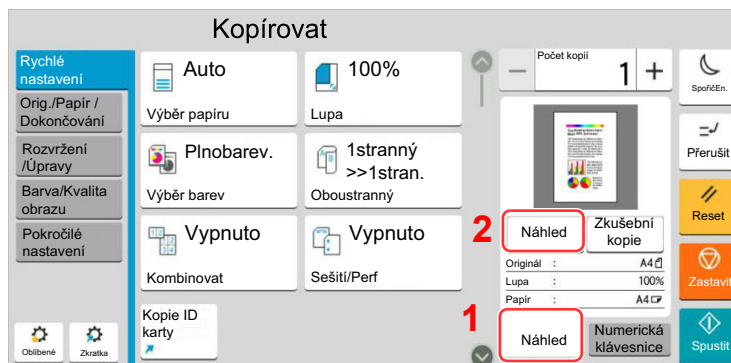 Kopírovat
Rychlé
nastavení
Orig./Papír /
Dokončování
Rozvržení
/Úpravy
Barva/Kvalita
obrazu
Pokročilé
nastavení
Oblíbené
Zkratka
Auto
Výběr papíru
100%
Lupa
Plnobarev.
Výběr barev
1stranný
>>1stran.
Oboustranný
Vypnuto
Kombinovat
Vypnuto
Sešití/Perf
Kopie ID
karty
Počet kopií
1
2
Náhled
Zkušební
kopie
Originál : A4
Lupa : 100%
Papír : A4
1
Náhled
Numerická
klávesnice
SpořičEn.
Přerušit
Reset
Zastavit
Spustit